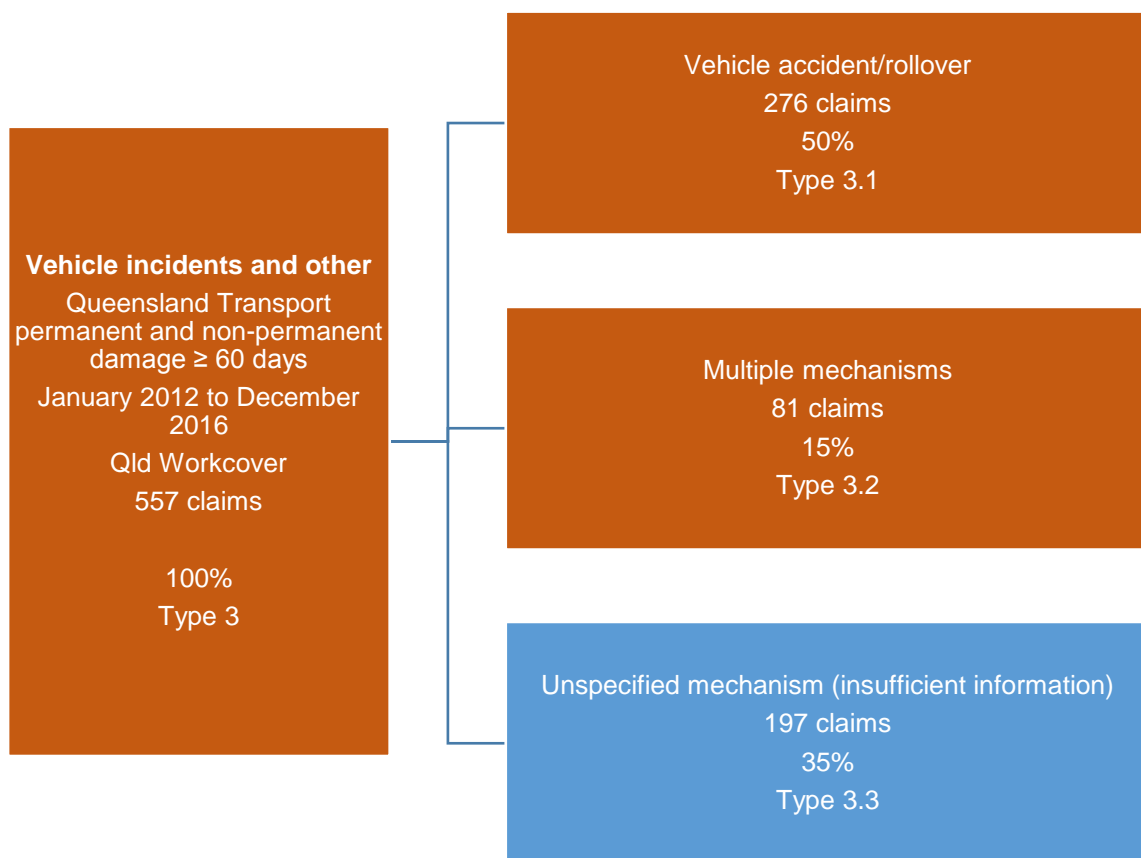 Vehicle incidents and other
Queensland Transport
permanent and non-permanent
damage ≥ 60 days
January 2012 to December
2016
Qld Workcover
557 claims
100%
Type 3
Vehicle accident/rollover
276 claims
50%
Type 3.1
Multiple mechanisms
81 claims
15%
Type 3.2
Unspecified mechanism (insufficient information)
197 claims
35%
Type 3.3